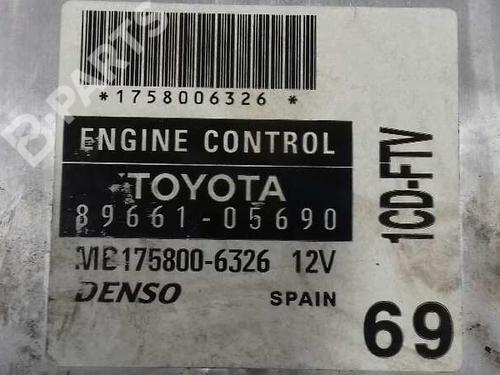 *1758006326*
ENGINE CONTROL
TOYOTA
89661-05690
MB175800-6326 12V
DENSO SPAIN
1CD-FTV
69
B-PARTS